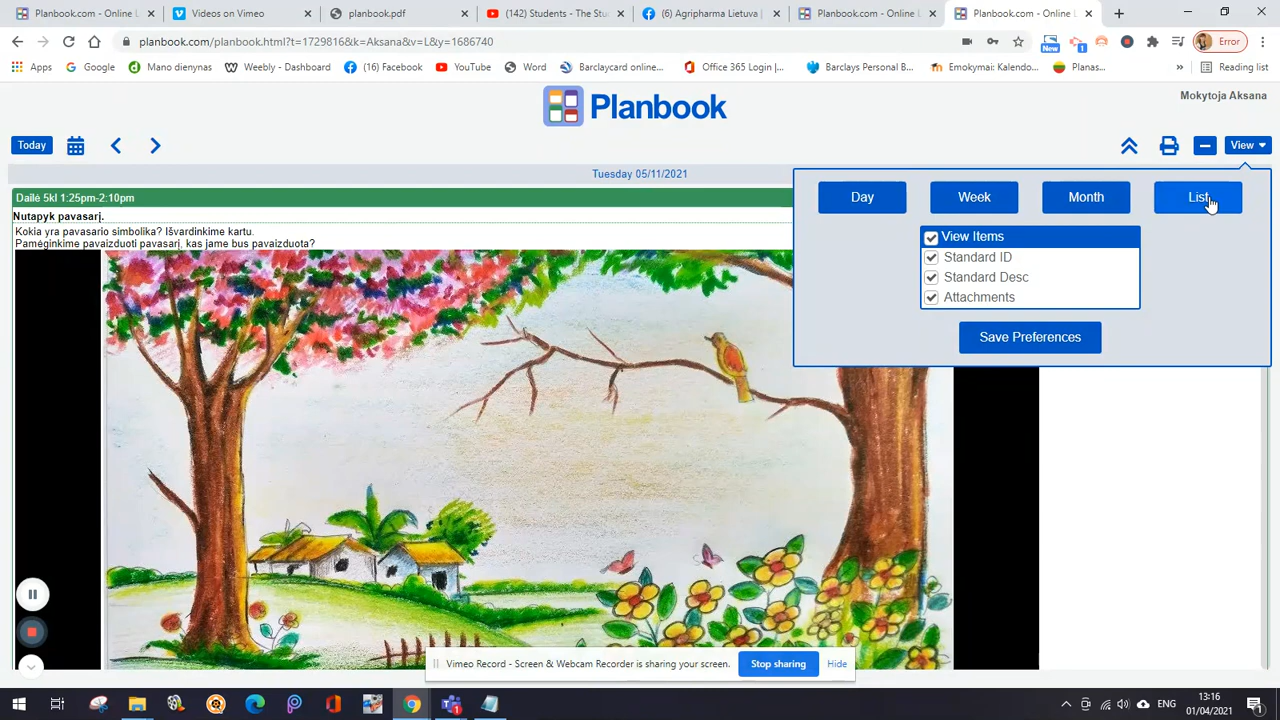 Planbook.com - Online L
Videos on Vimeo
planbook.pdf
(142) Students - The Stu
(6) Agripharma Lietuva |
Planbook.com - Online L
Planbook.com - Online L
planbook.com/planbook.html?t=1729816&k=Aksana&v=L&y=1686740
New
1
Error
Apps
Google
Mano dienynas
Weebly - Dashboard
(16) Facebook
YouTube
Word
Barclaycard online...
Office 365 Login |...
Barclays Personal B...
Emokymai: Kalendo...
Planas...
»
Reading list
Planbook
Mokytoja Aksana
Today
View
Tuesday 05/11/2021
Dailė 5kl 1:25pm-2:10pm
Nutapyk pavasarį.
Kokia yra pavasario simbolika? Išvardinkime kartu.
Pamėginkime pavaizduoti pavasarį, kas jame bus pavaizduota?
Day
Week
Month
List
View Items
Standard ID
Standard Desc
Attachments
Save Preferences
Vimeo Record - Screen & Webcam Recorder is sharing your screen.
Stop sharing
Hide
ENG
13:16
01/04/2021
1